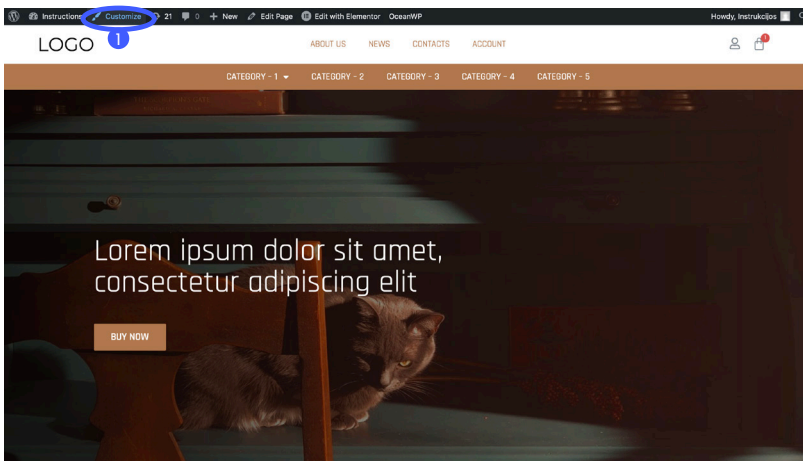 Instructions Customize 21 0 + New Edit Page Edit with Elementor OceanWP Howdy, Instrukcijos
1
LOGO ABOUT US NEWS CONTACTS ACCOUNT 1
CATEGORY - 1 CATEGORY - 2 CATEGORY - 3 CATEGORY - 4 CATEGORY - 5
Lorem ipsum dolor sit amet,
consectetur adipiscing elit
BUY NOW